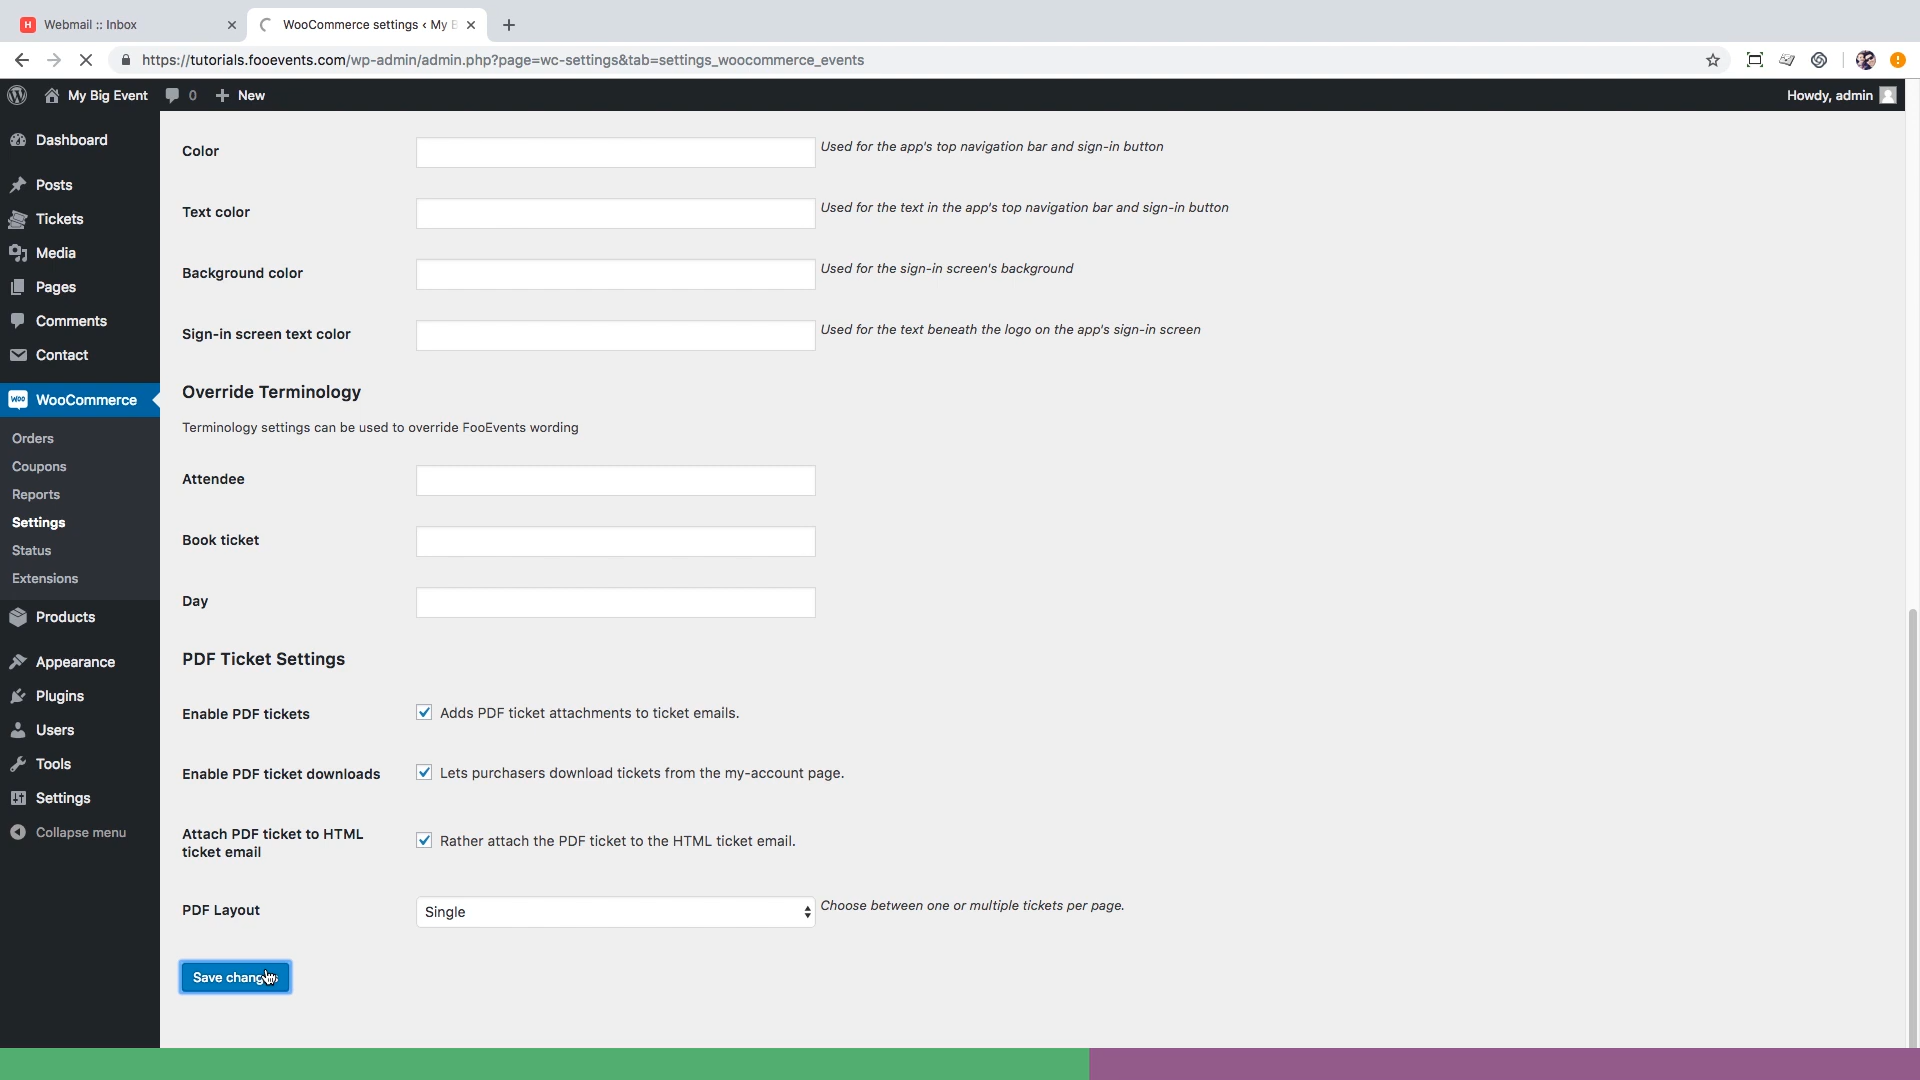 H Webmail :: Inbox
WooCommerce settings ‹ My B
https://tutorials.fooevents.com/wp-admin/admin.php?page=wc-settings&tab=settings_woocommerce_events
My Big Event 0 New
Howdy, admin
Dashboard
Posts
Tickets
Media
Pages
Comments
Contact
Woo WooCommerce
Orders
Coupons
Reports
Settings
Status
Extensions
Products
Appearance
Plugins
Users
Tools
Settings
Collapse menu
Color
Used for the app's top navigation bar and sign-in button
Text color
Used for the text in the app's top navigation bar and sign-in button
Background color
Used for the sign-in screen's background
Sign-in screen text color
Used for the text beneath the logo on the app's sign-in screen
Override Terminology
Terminology settings can be used to override FooEvents wording
Attendee
Book ticket
Day
PDF Ticket Settings
Enable PDF tickets
Adds PDF ticket attachments to ticket emails.
Enable PDF ticket downloads
Lets purchasers download tickets from the my-account page.
Attach PDF ticket to HTML
ticket email
Rather attach the PDF ticket to the HTML ticket email.
PDF Layout
Single
Choose between one or multiple tickets per page.
Save changes